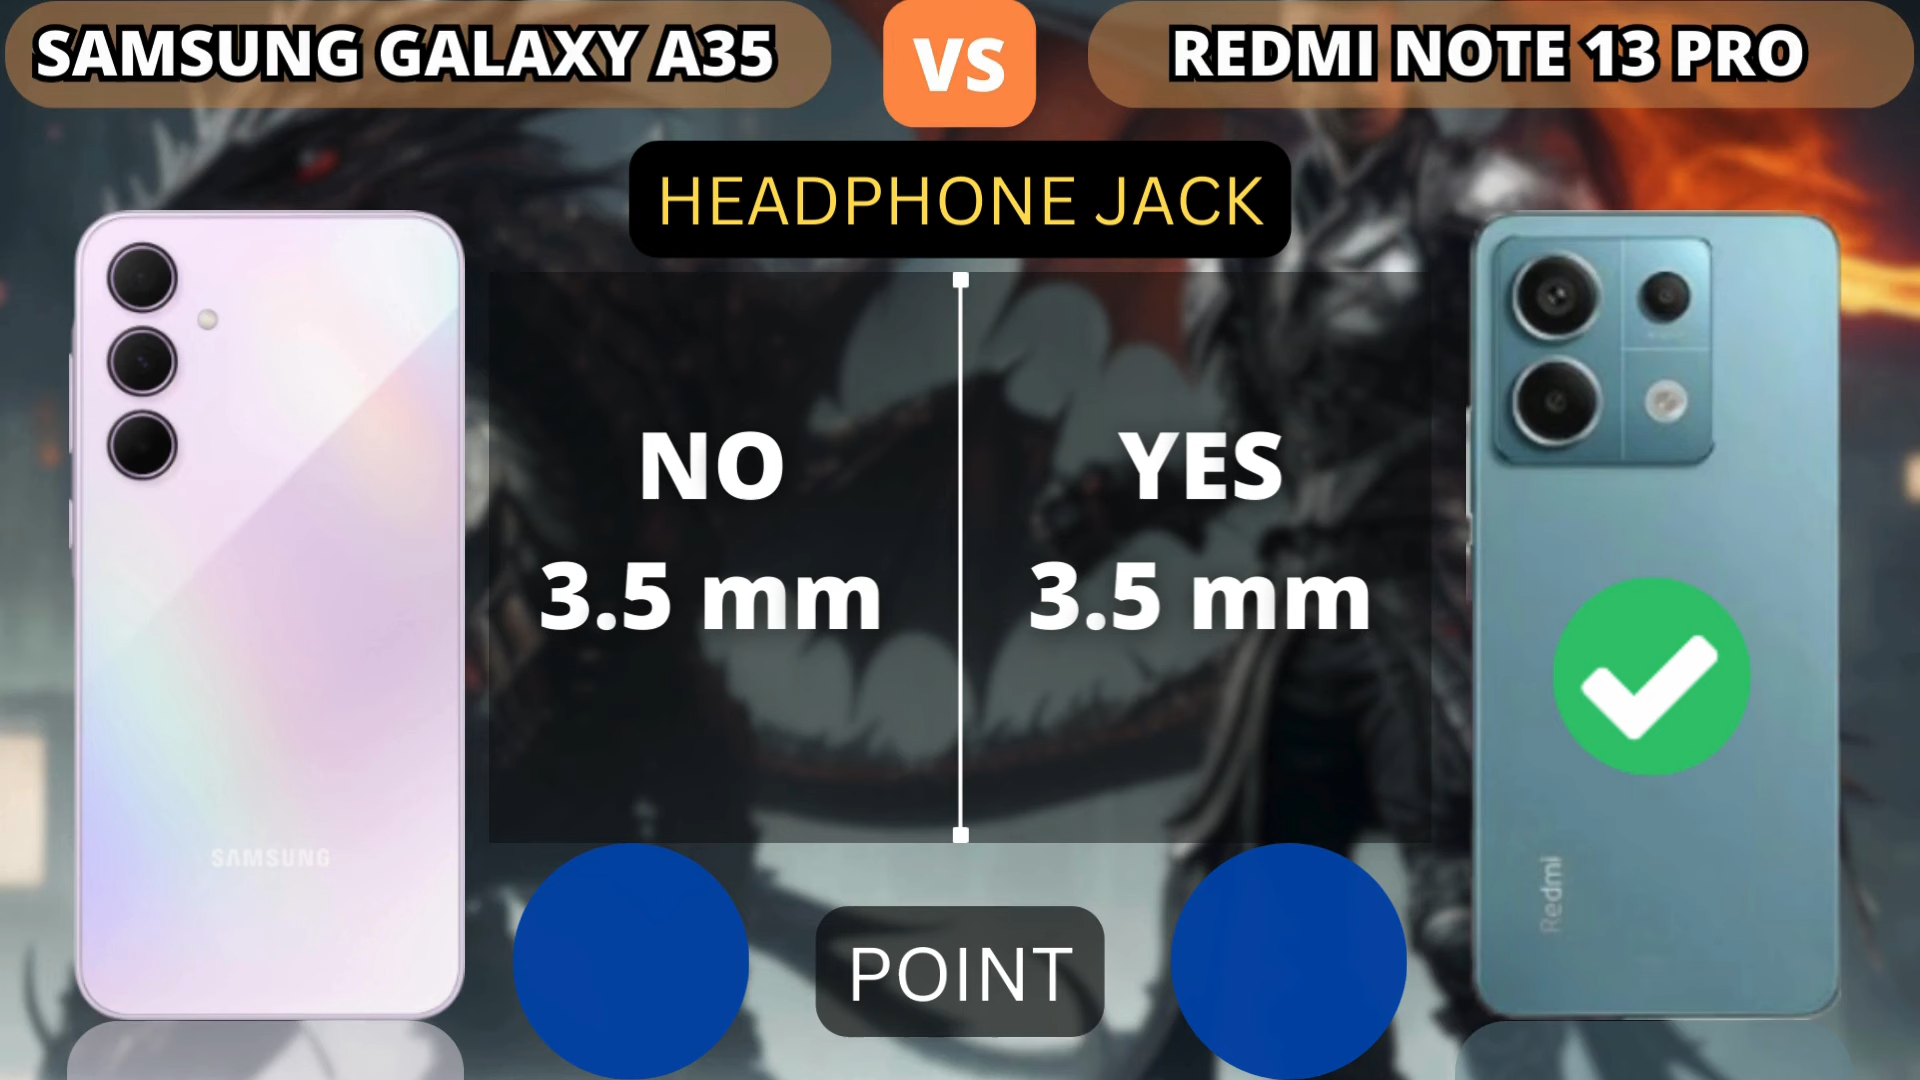 SAMSUNG GALAXY A35
VS
REDMI NOTE 13 PRO
HEADPHONE JACK
NO
3.5 mm
YES
3.5 mm
SAMSUNG
Redmi
POINT